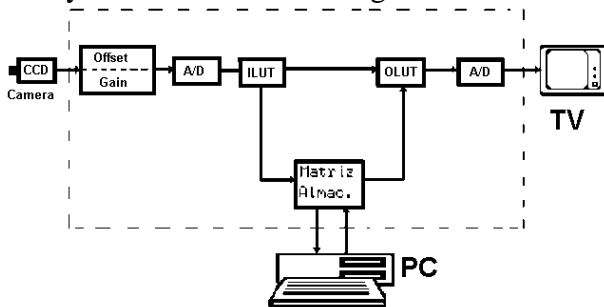 CCD
Camera
Offset
Gain
A/D
ILUT
OLUT
A/D
TV
Matriz
Almac.
PC